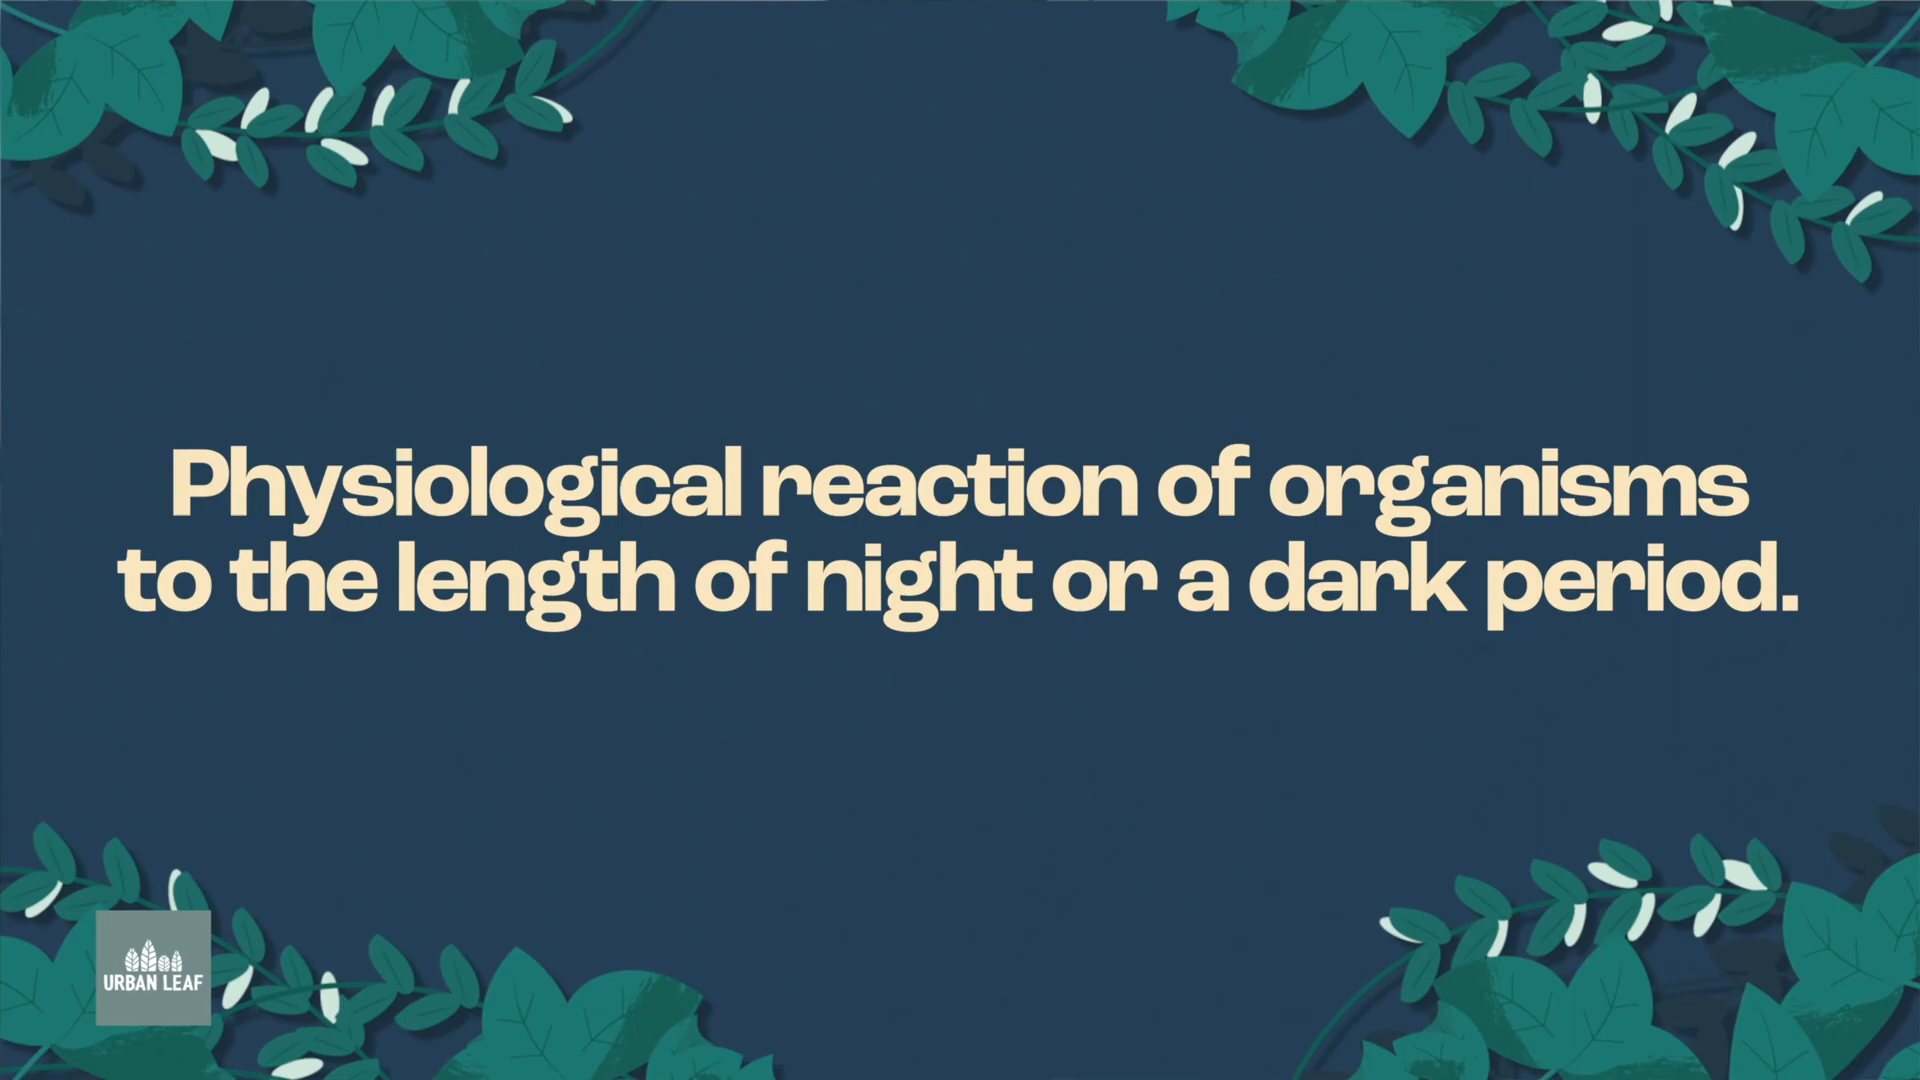 Physiological reaction of organisms
to the length of night or a dark period.
URBAN LEAF